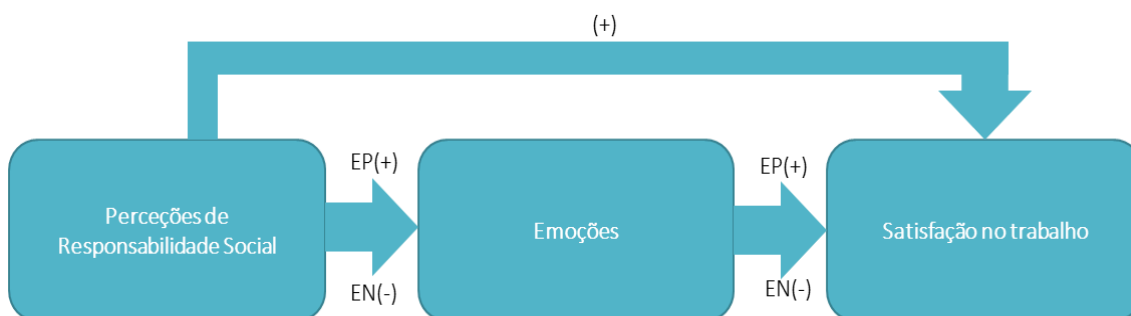 (+)
EP(+)
EP(+)
Perceções de
Responsabilidade Social
Emoções
Satisfação no trabalho
EN(-)
EN(-)